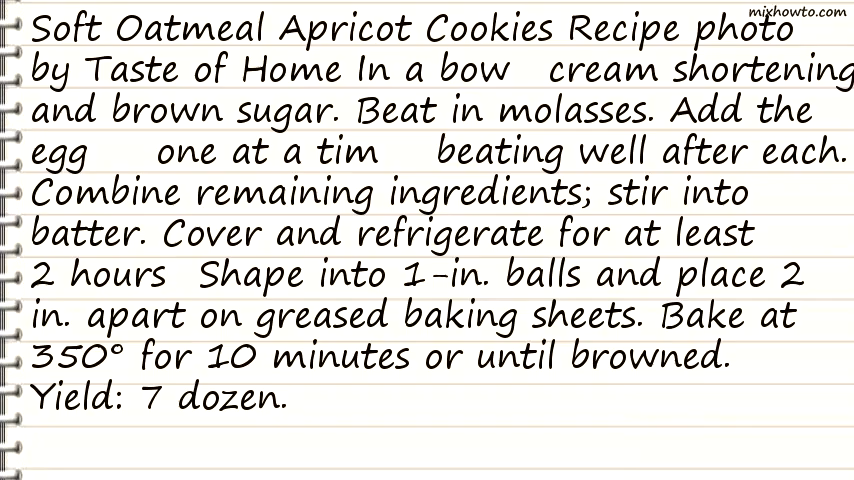 mixhowto.com
Soft Oatmeal Apricot Cookies Recipe photo
by Taste of Home In a bow cream shortening
and brown sugar. Beat in molasses. Add the
egg one at a tim beating well after each.
Combine remaining ingredients; stir into
batter. Cover and refrigerate for at least
2 hours Shape into 1-in. balls and place 2
in. apart on greased baking sheets. Bake at
350° for 10 minutes or until browned.
Yield: 7 dozen.